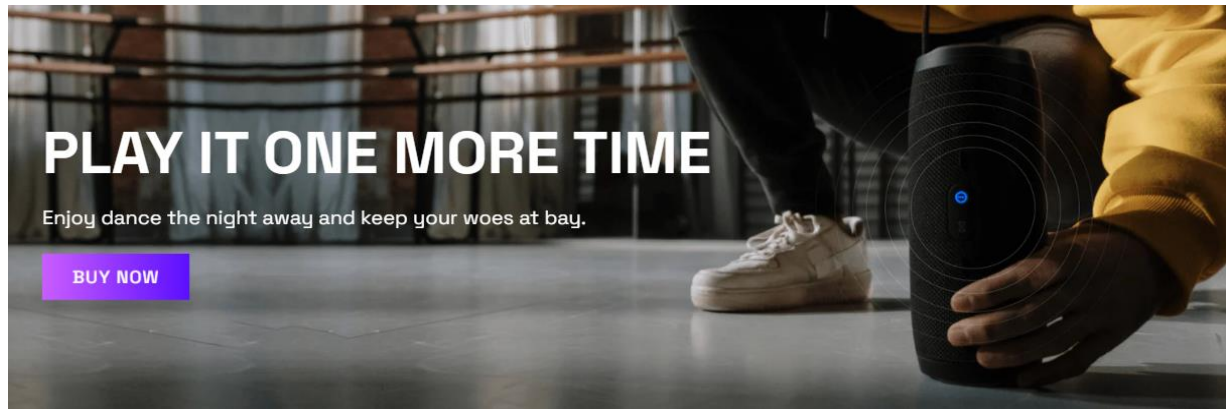 PLAY IT ONE MORE TIME
Enjoy dance the night away and keep your woes at bay.
BUY NOW